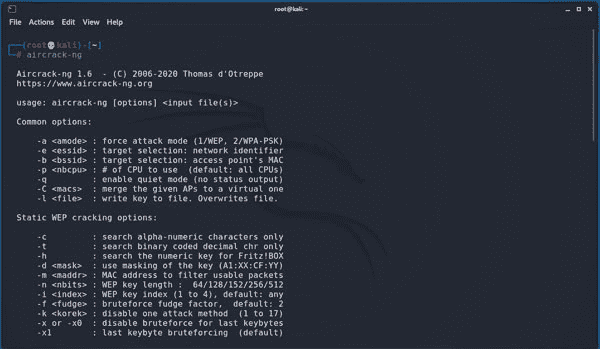 root@kali:~
File Actions Edit View Help
┌──(root💀kali)-[~]
└─# aircrack-ng
Aircrack-ng 1.6 - (C) 2006-2020 Thomas d'Otreppe
https://www.aircrack-ng.org
usage: aircrack-ng [options] <input file(s)>
Common options:
-a <amode> : force attack mode (1/WEP, 2/WPA-PSK)
-e <essid> : target selection: network identifier
-b <bssid> : target selection: access point's MAC
-p <nbcpu> : # of CPU to use (default: all CPUs)
-q : enable quiet mode (no status output)
-C <macs> : merge the given APs to a virtual one
-l <file> : write key to file. Overwrites file.
Static WEP cracking options:
-c : search alpha-numeric characters only
-t : search binary coded decimal chr only
-h : search the numeric key for Fritz!BOX
-d <mask> : use masking of the key (A1:XX:CF:YY)
-m <maddr> : MAC address to filter usable packets
-n <nbits> : WEP key length : 64/128/152/256/512
-i <index> : WEP key index (1 to 4), default: any
-f <fudge> : bruteforce fudge factor, default: 2
-k <korek> : disable one attack method (1 to 17)
-x or -x0 : disable bruteforce for last keybytes
-x1 : last keybyte bruteforcing (default)